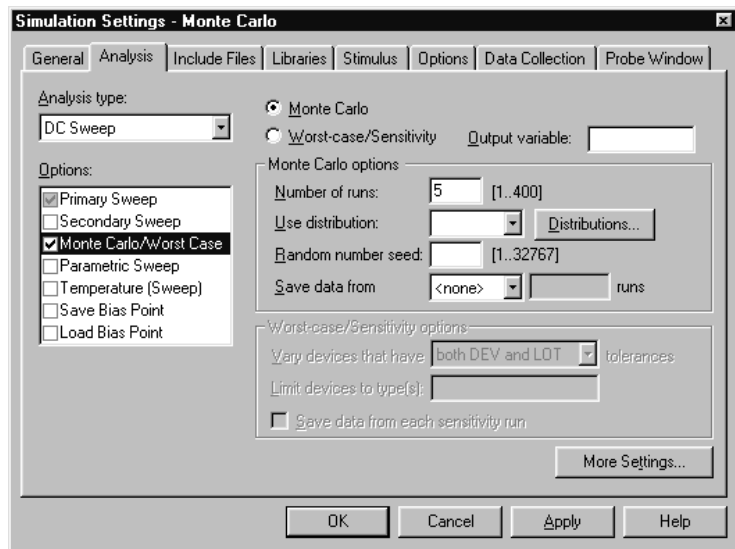 Simulation Settings - Monte Carlo
General Analysis Include Files Libraries Stimulus Options Data Collection Probe Window
Analysis type:
DC Sweep
Options:
Primary Sweep
Secondary Sweep
Monte Carlo/Worst Case
Parametric Sweep
Temperature (Sweep)
Save Bias Point
Load Bias Point
Monte Carlo
Worst-case/Sensitivity Output variable:
Monte Carlo options
Number of runs: 5 [1..400]
Use distribution: Distributions...
Random number seed: [1..32767]
Save data from <none> runs
Worst-case/Sensitivity options
Vary devices that have both DEV and LOT tolerances
Limit devices to type(s):
Save data from each sensitivity run
More Settings...
OK Cancel Apply Help